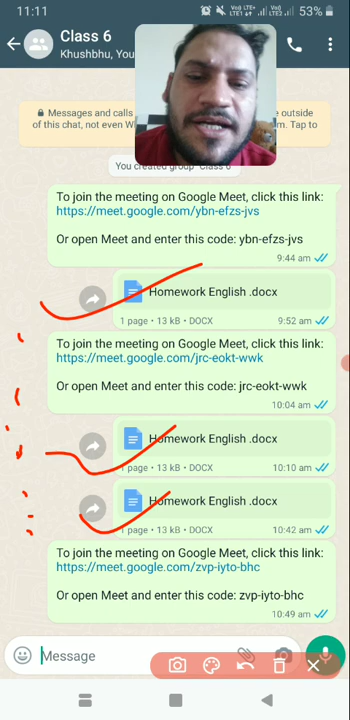 11:11
Vo) LTE+
LTE1
Vo)
LTE2
53%
Class 6
Khushbhu, You
Messages and calls
e outside
of this chat, not even
m. Tap to
You created group "Class 6"
To join the meeting on Google Meet, click this link:
https://meet.google.com/ybn-efzs-jvs
Or open Meet and enter this code: ybn-efzs-jvs
9:44 am
Homework English .docx
1 page • 13 kB • DOCX
9:52 am
To join the meeting on Google Meet, click this link:
https://meet.google.com/jrc-eokt-wwk
Or open Meet and enter this code: jrc-eokt-wwk
10:04 am
Homework English .docx
1 page • 13 kB • DOCX
10:10 am
Homework English .docx
1 page • 13 kB • DOCX
10:42 am
To join the meeting on Google Meet, click this link:
https://meet.google.com/zvp-iyto-bhc
Or open Meet and enter this code: zvp-iyto-bhc
10:49 am
Message